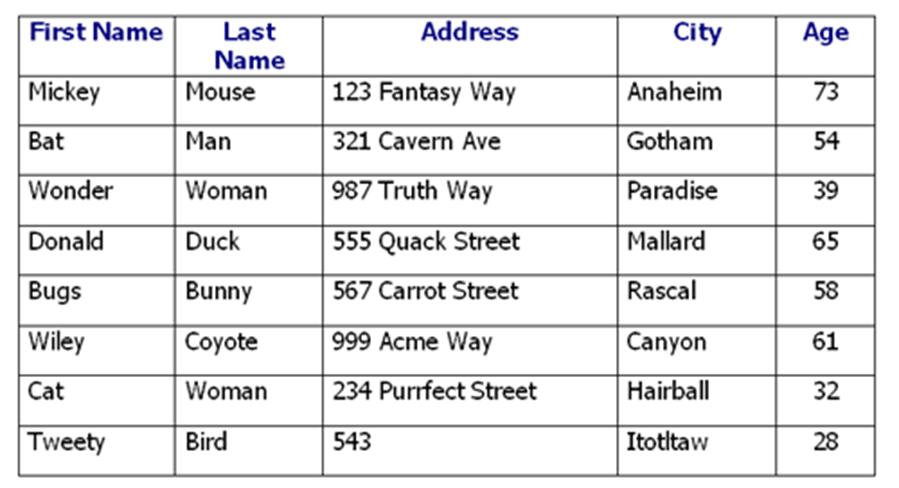 First Name Last Name Address City Age
Mickey Mouse 123 Fantasy Way Anaheim 73
Bat Man 321 Cavern Ave Gotham 54
Wonder Woman 987 Truth Way Paradise 39
Donald Duck 555 Quack Street Mallard 65
Bugs Bunny 567 Carrot Street Rascal 58
Wiley Coyote 999 Acme Way Canyon 61
Cat Woman 234 Purrfect Street Hairball 32
Tweety Bird 543 Itotltaw 28